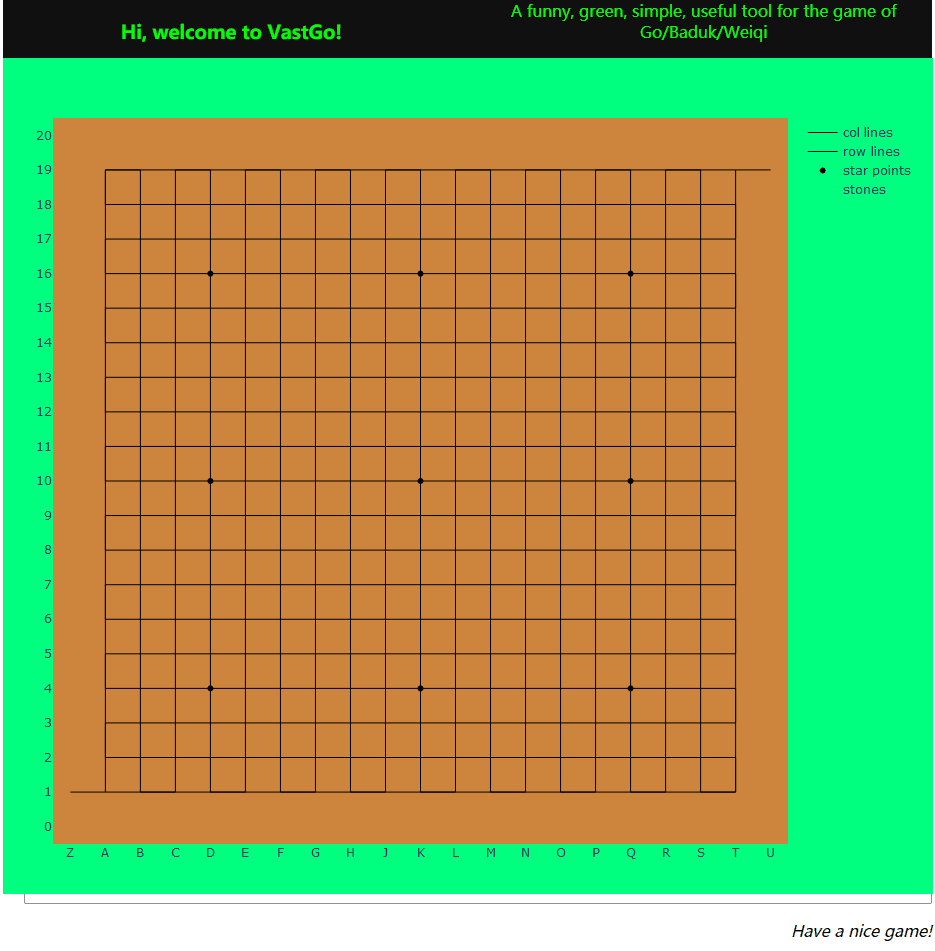 Hi, welcome to VastGo!
A funny, green, simple, useful tool for the game of
Go/Baduk/Weiqi
20
19
18
17
16
15
14
13
12
11
10
9
8
7
6
5
4
3
2
1
0
Z A B C D E F G H J K L M N O P Q R S T U
col lines
row lines
star points
stones
Have a nice game!